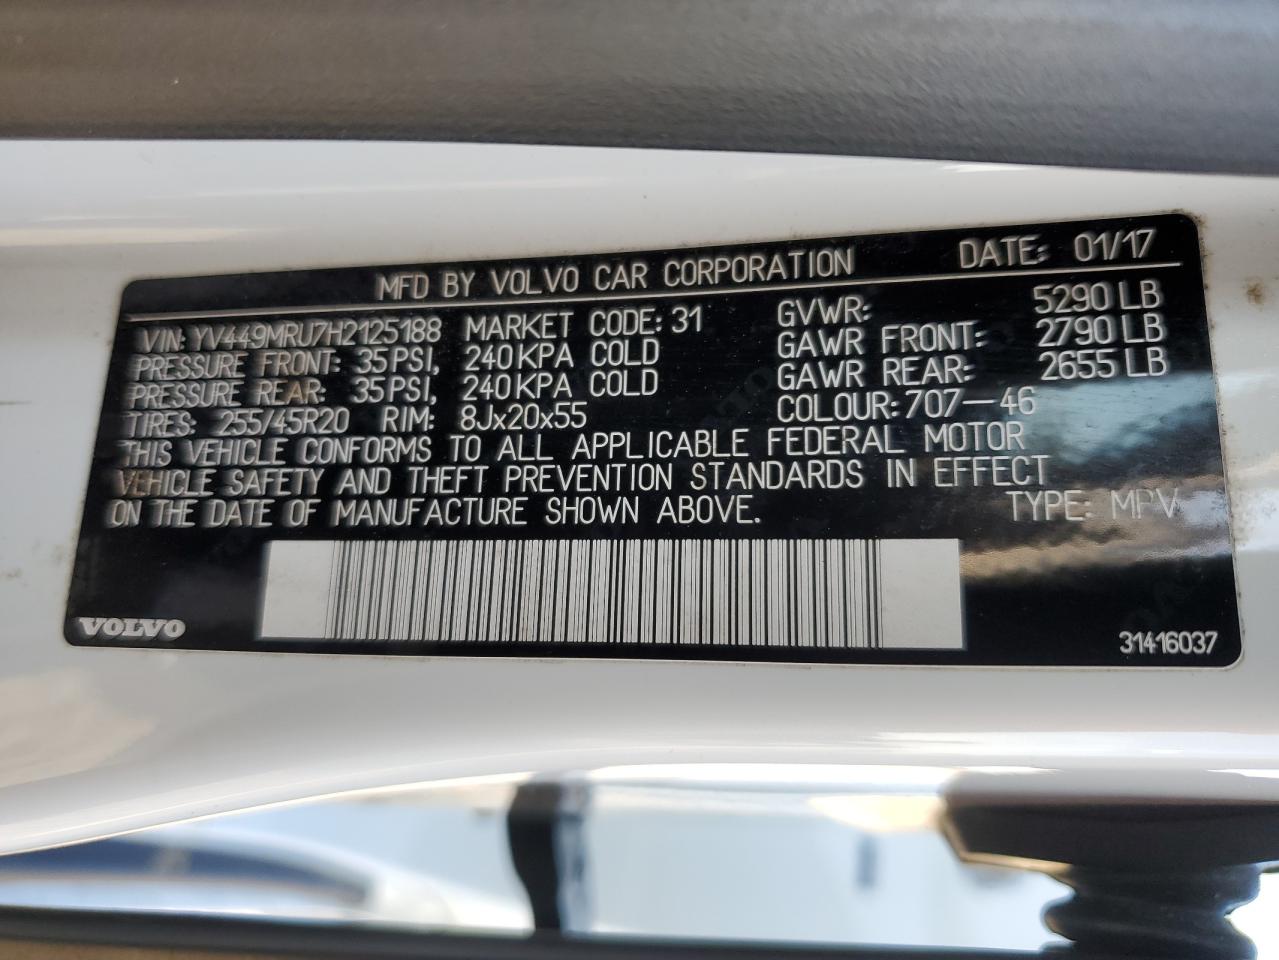 MFD BY VOLVO CAR CORPORATION DATE: 01/17
VIN: YV449MRU7H2125188 MARKET CODE: 31 GVWR: 5290 LB
PRESSURE FRONT: 35 PSI, 240 KPA COLD GAWR FRONT: 2790 LB
PRESSURE REAR: 35 PSI, 240 KPA COLD GAWR REAR: 2655 LB
TIRES: 255/45R20 RIM: 8Jx20x55 COLOUR: 707-46
THIS VEHICLE CONFORMS TO ALL APPLICABLE FEDERAL MOTOR
VEHICLE SAFETY AND THEFT PREVENTION STANDARDS IN EFFECT
ON THE DATE OF MANUFACTURE SHOWN ABOVE. TYPE: MPV
VOLVO 31416037